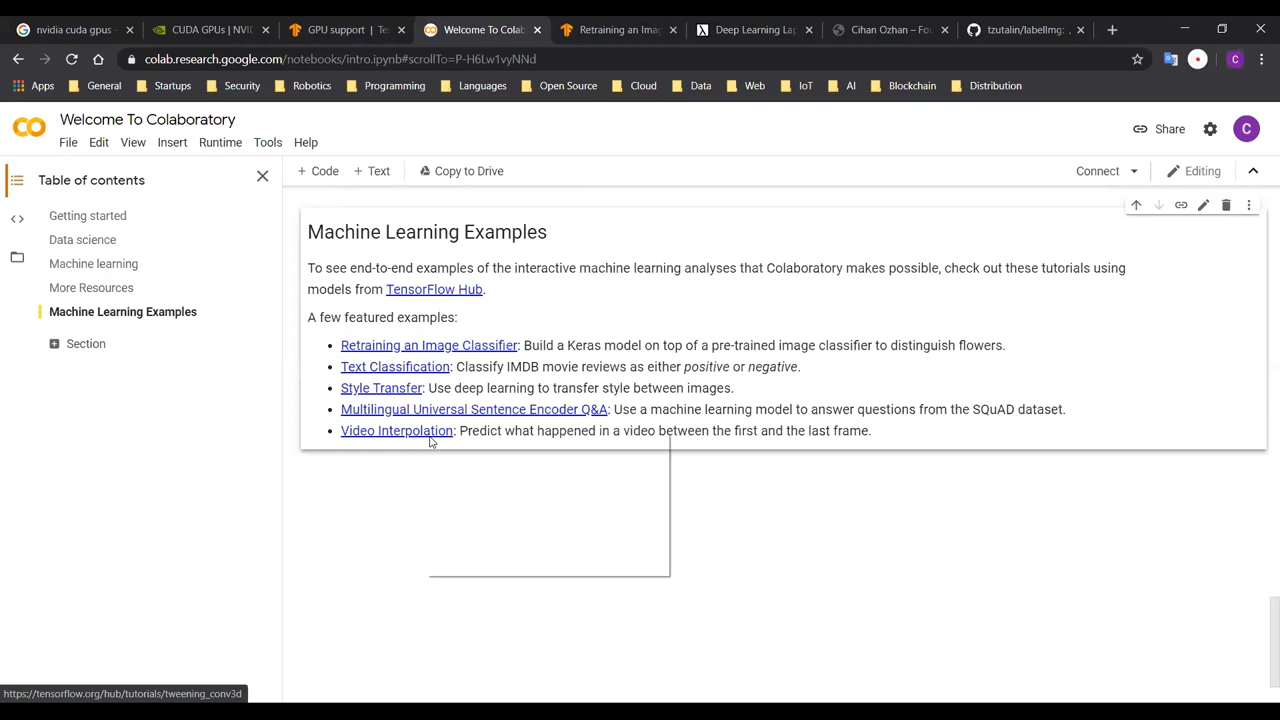 nvidia cuda gpus -
CUDA GPUs | NVID
GPU support | Te
Welcome To Colab
Retraining an Ima
Deep Learning Lap
Cihan Ozhan – Fou
tzutalin/labelImg:
colab.research.google.com/notebooks/intro.ipynb#scrollTo=P-H6Lw1vyNNd
C
Apps
General
Startups
Security
Robotics
Programming
Languages
Open Source
Cloud
Data
Web
IoT
AI
Blockchain
Distribution
Welcome To Colaboratory
File Edit View Insert Runtime Tools Help
Share
C
Table of contents
+ Code + Text Copy to Drive
Connect
Editing
Getting started
Data science
Machine learning
More Resources
Machine Learning Examples
Section
Machine Learning Examples
To see end-to-end examples of the interactive machine learning analyses that Colaboratory makes possible, check out these tutorials using
models from TensorFlow Hub.
A few featured examples:
• Retraining an Image Classifier: Build a Keras model on top of a pre-trained image classifier to distinguish flowers.
• Text Classification: Classify IMDB movie reviews as either positive or negative.
• Style Transfer: Use deep learning to transfer style between images.
• Multilingual Universal Sentence Encoder Q&A: Use a machine learning model to answer questions from the SQuAD dataset.
• Video Interpolation: Predict what happened in a video between the first and the last frame.
https://tensorflow.org/hub/tutorials/tweening_conv3d